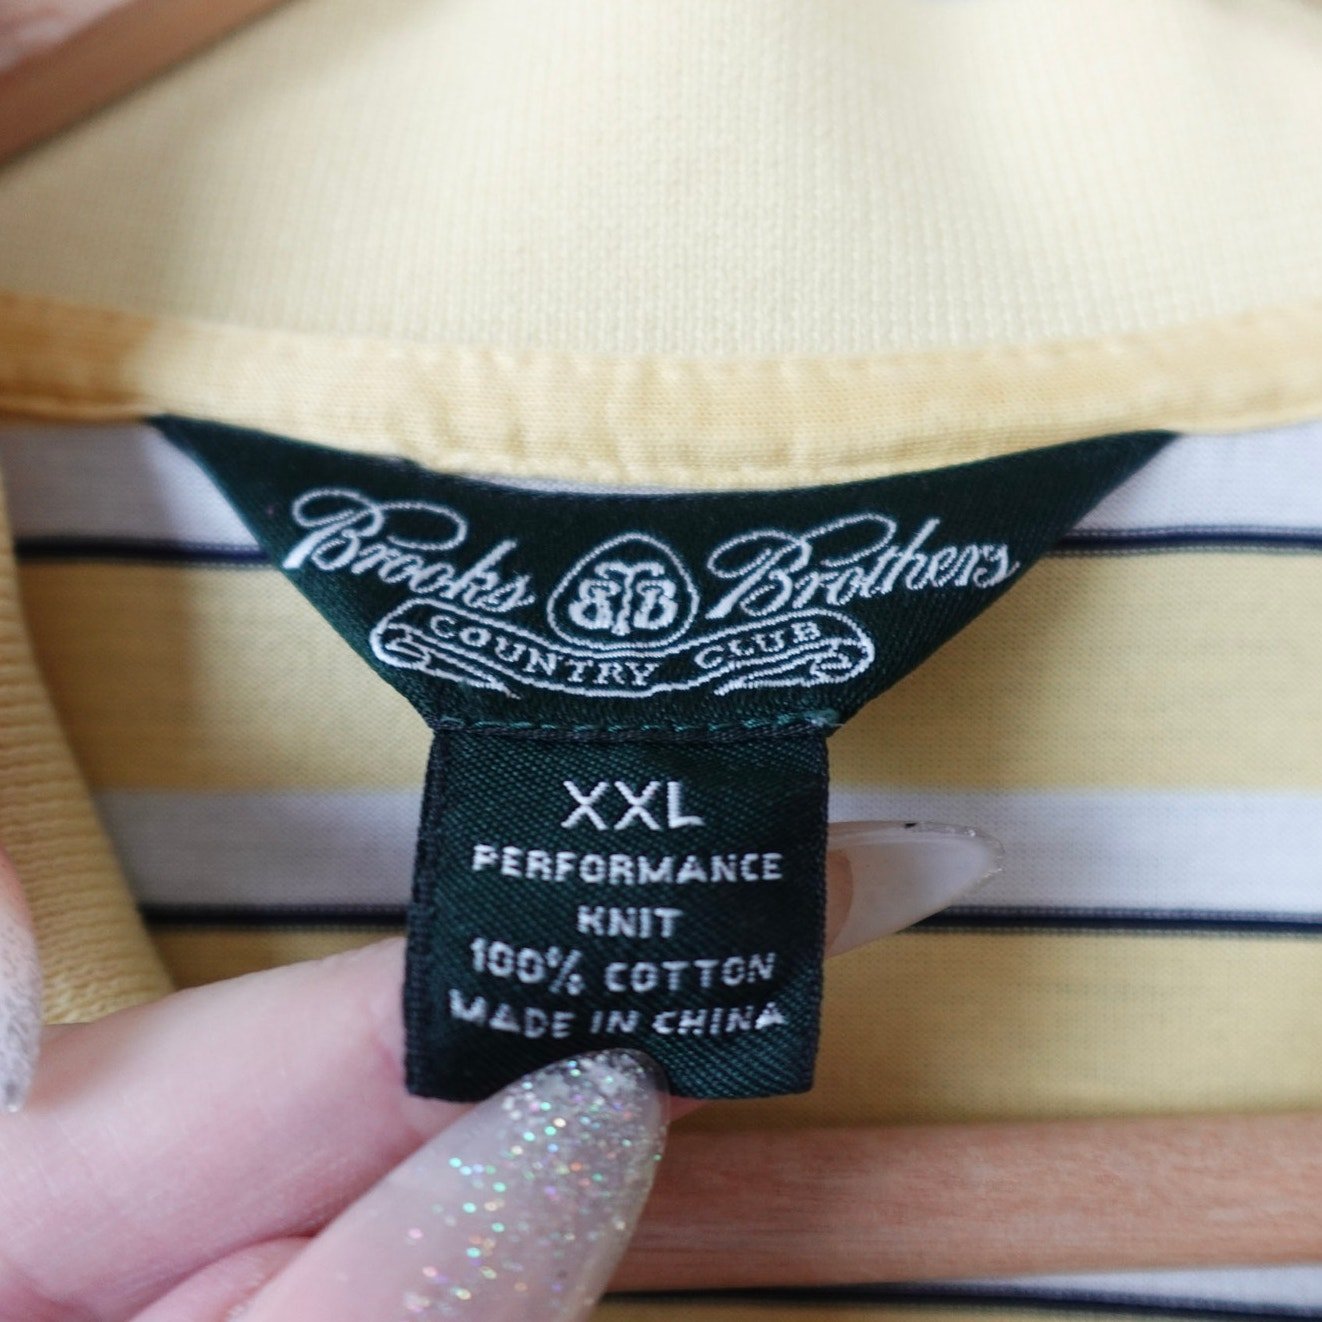 Brooks BB Brothers
COUNTRY CLUB
XXL
PERFORMANCE
KNIT
100% COTTON
MADE IN CHINA